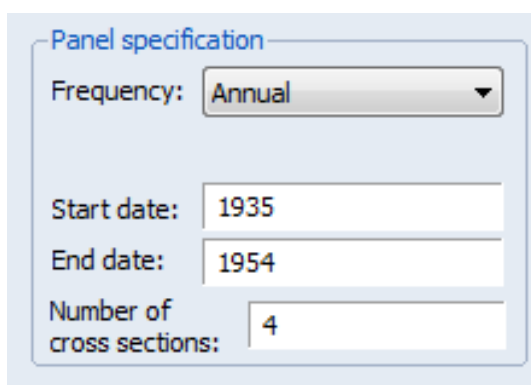 Panel specification
Frequency: Annual
Start date: 1935
End date: 1954
Number of
cross sections: 4